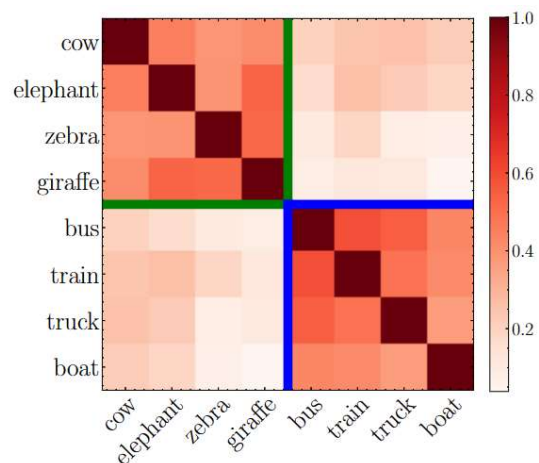 cow
elephant
zebra
giraffe
bus
train
truck
boat
cow elephant zebra giraffe bus train truck boat
1.0
0.8
0.6
0.4
0.2